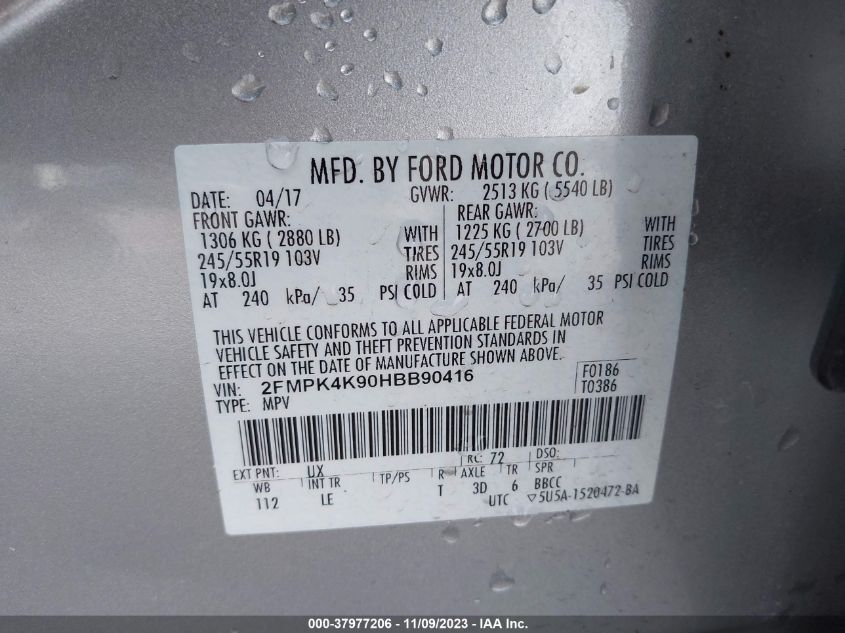 MFD. BY FORD MOTOR CO.
DATE: 04/17 GVWR: 2513 KG ( 5540 LB)
FRONT GAWR: REAR GAWR:
1306 KG ( 2880 LB) WITH 1225 KG ( 2700 LB) WITH
245/55R19 103V TIRES 245/55R19 103V TIRES
19x8.0J RIMS 19x8.0J RIMS
AT 240 kPa/ 35 PSI COLD AT 240 kPa/ 35 PSI COLD
THIS VEHICLE CONFORMS TO ALL APPLICABLE FEDERAL MOTOR
VEHICLE SAFETY AND THEFT PREVENTION STANDARDS IN
EFFECT ON THE DATE OF MANUFACTURE SHOWN ABOVE.
VIN: 2FMPK4K90HBB90416 F0186
TYPE: MPV T0386
EXT PNT: UX RC: 72 DSO:
WB INT TR TP/PS R AXLE TR SPR
112 LE T 3D 6 BBCC
UTC ▽5U5A-1520472-BA
000-37977206 - 11/09/2023 - IAA Inc.